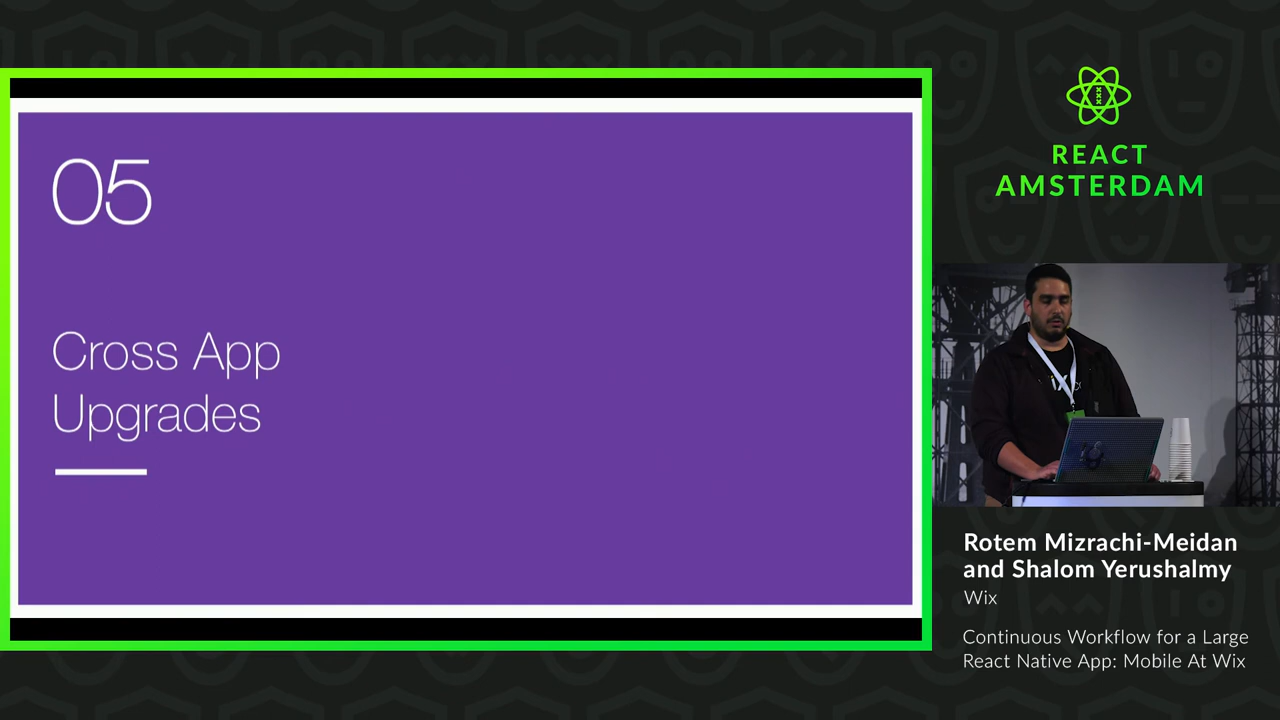 05
Cross App
Upgrades
REACT
AMSTERDAM
Rotem Mizrachi-Meidan
and Shalom Yerushalmy
Wix
Continuous Workflow for a Large
React Native App: Mobile At Wix